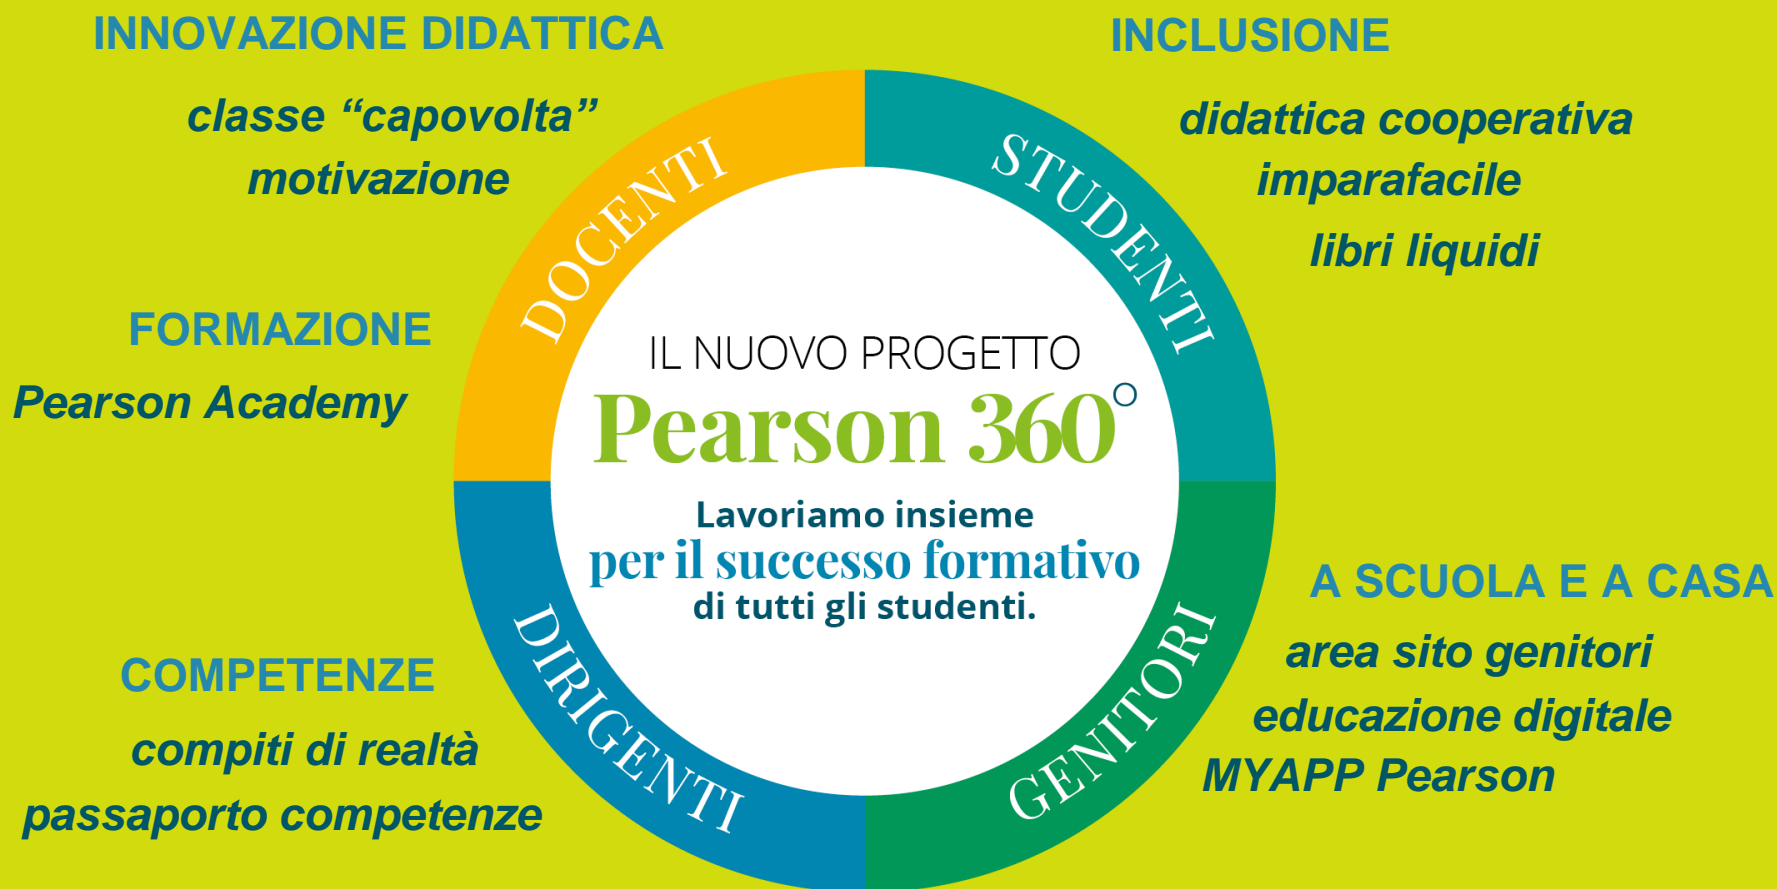 INNOVAZIONE DIDATTICA
classe “capovolta”
motivazione
FORMAZIONE
Pearson Academy
COMPETENZE
compiti di realtà
passaporto competenze
DOCENTI
STUDENTI
DIRIGENTI
GENITORI
IL NUOVO PROGETTO
Pearson 360°
Lavoriamo insieme
per il successo formativo
di tutti gli studenti.
INCLUSIONE
didattica cooperativa
imparafacile
libri liquidi
A SCUOLA E A CASA
area sito genitori
educazione digitale
MYAPP Pearson